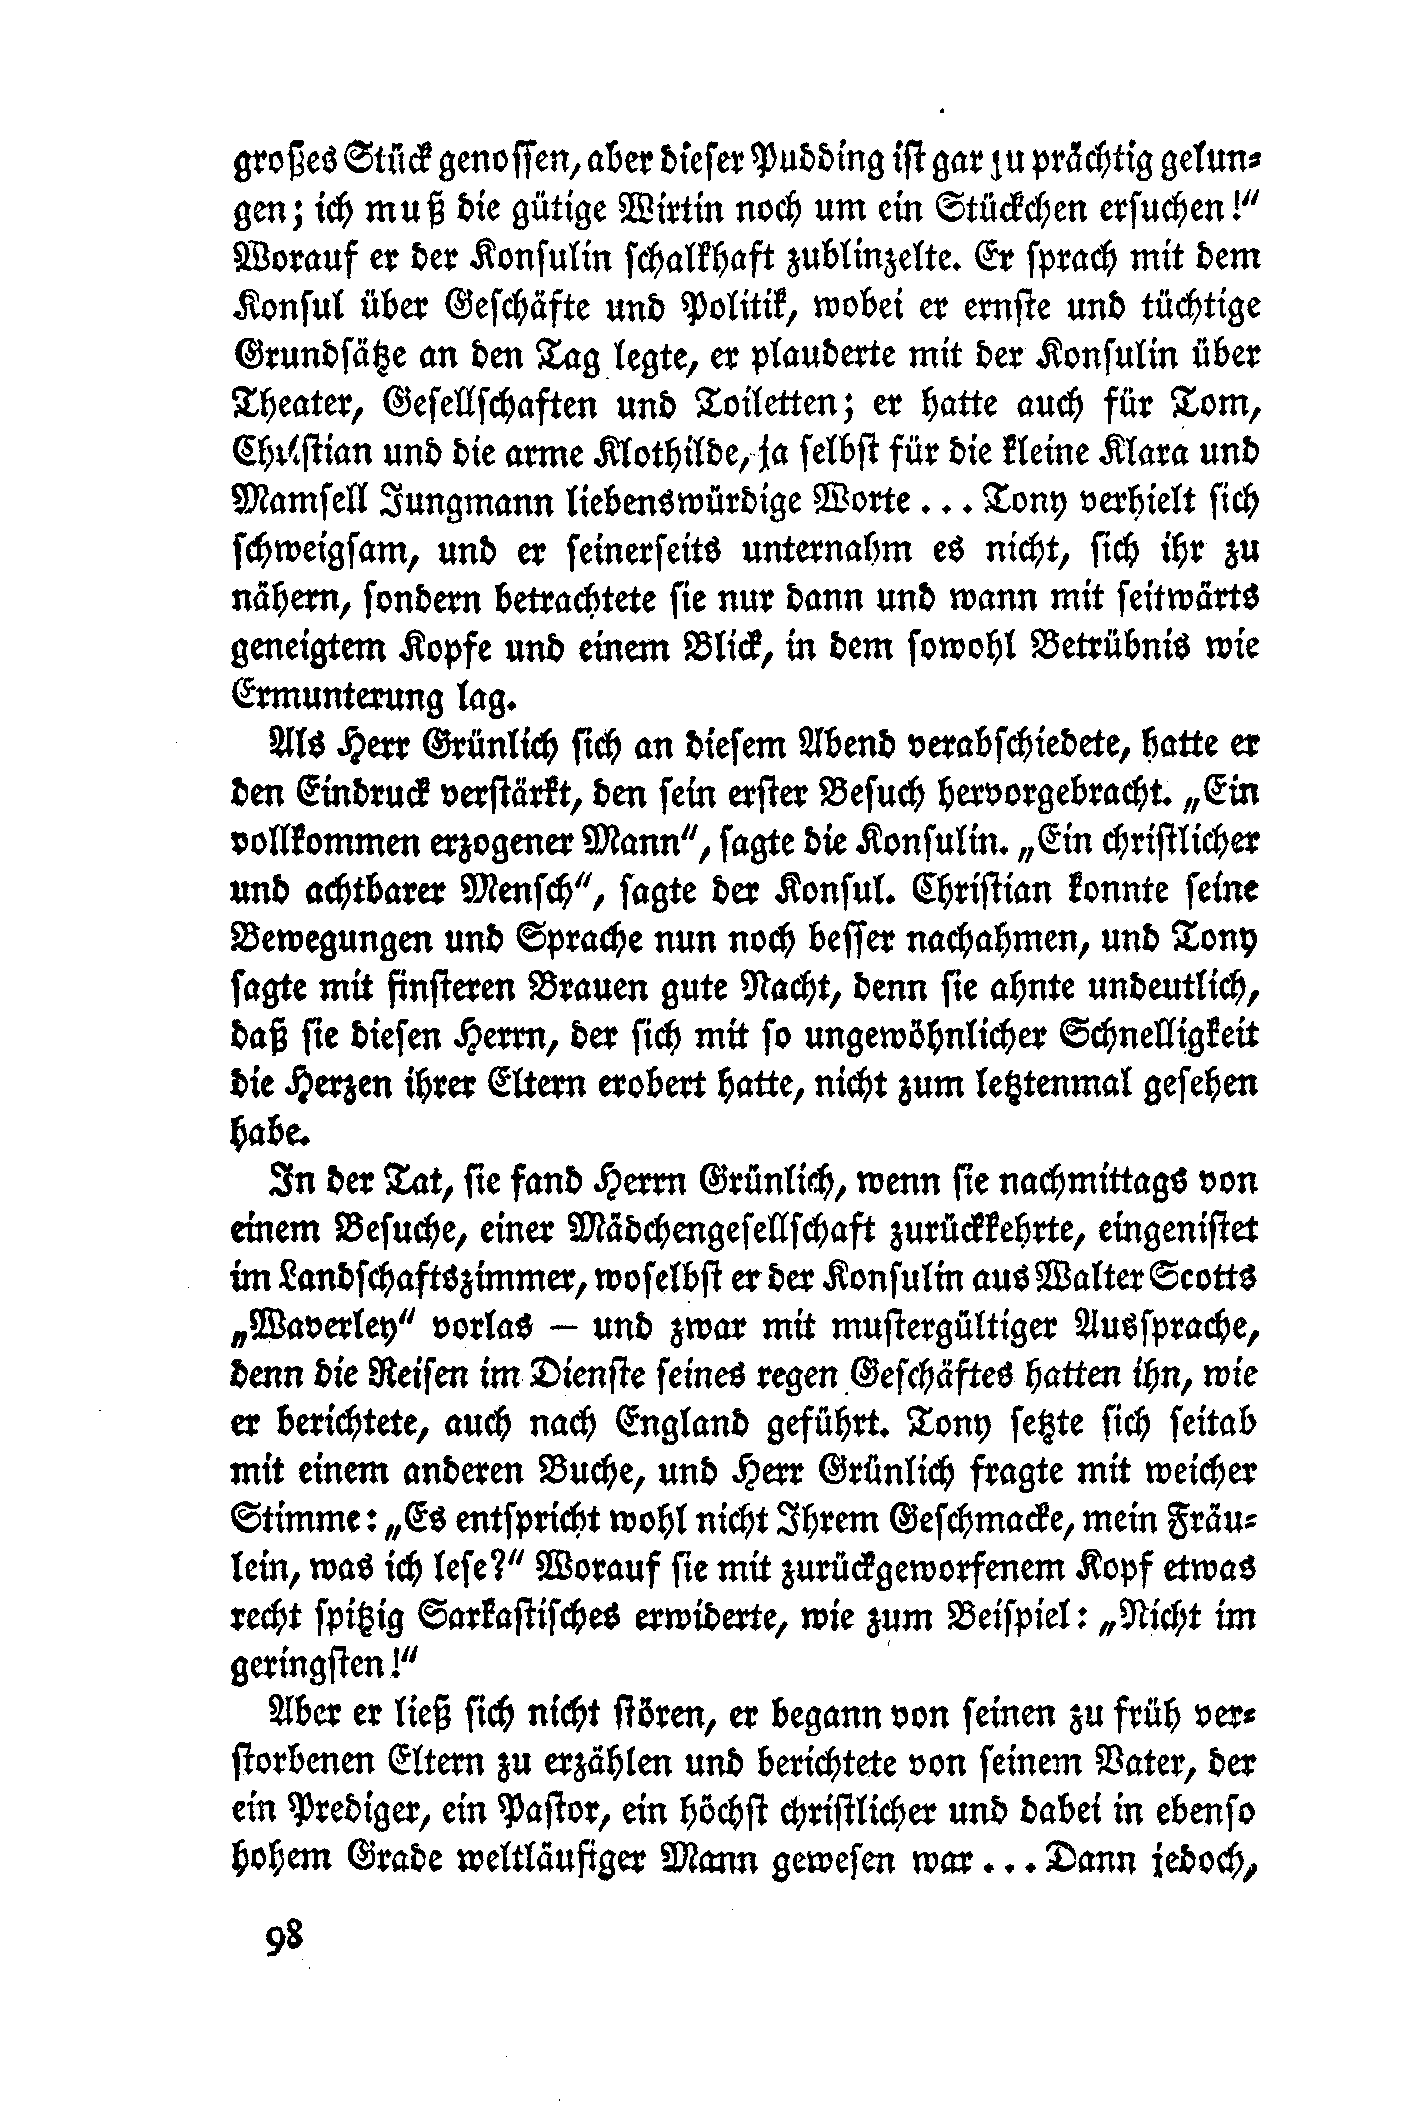 großes Stück genossen, aber dieser Pudding ist gar zu prächtig gelun-
gen; ich muß die gütige Wirtin noch um ein Stückchen ersuchen!“
Worauf er der Konsulin schalkhaft zublinzelte. Er sprach mit dem
Konsul über Geschäfte und Politik, wobei er ernste und tüchtige
Grundsätze an den Tag legte, er plauderte mit der Konsulin über
Theater, Gesellschaften und Toiletten; er hatte auch für Tom,
Christian und die arme Klothilde, ja selbst für die kleine Klara und
Mamsell Jungmann liebenswürdige Worte... Tony verhielt sich
schweigsam, und er seinerseits unternahm es nicht, sich ihr zu
nähern, sondern betrachtete sie nur dann und wann mit seitwärts
geneigtem Kopfe und einem Blick, in dem sowohl Betrübnis wie
Ermunterung lag.
Als Herr Grünlich sich an diesem Abend verabschiedete, hatte er
den Eindruck verstärkt, den sein erster Besuch hervorgebracht. „Ein
vollkommen erzogener Mann“, sagte die Konsulin. „Ein christlicher
und achtbarer Mensch“, sagte der Konsul. Christian konnte seine
Bewegungen und Sprache nun noch besser nachahmen, und Tony
sagte mit finsteren Brauen gute Nacht, denn sie ahnte undeutlich,
daß sie diesen Herrn, der sich mit so ungewöhnlicher Schnelligkeit
die Herzen ihrer Eltern erobert hatte, nicht zum letztenmal gesehen
habe.
In der Tat, sie fand Herrn Grünlich, wenn sie nachmittags von
einem Besuche, einer Mädchengesellschaft zurückkehrte, eingenistet
im Landschaftszimmer, woselbst er der Konsulin aus Walter Scotts
„Waverley“ vorlas — und zwar mit mustergültiger Aussprache,
denn die Reisen im Dienste seines regen Geschäftes hatten ihn, wie
er berichtete, auch nach England geführt. Tony setzte sich seitab
mit einem anderen Buche, und Herr Grünlich fragte mit weicher
Stimme: „Es entspricht wohl nicht Ihrem Geschmacke, mein Fräu-
lein, was ich lese?“ Worauf sie mit zurückgeworfenem Kopf etwas
recht spitzig Sarkastisches erwiderte, wie zum Beispiel: „Nicht im
geringsten!“
Aber er ließ sich nicht stören, er begann von seinen zu früh ver-
storbenen Eltern zu erzählen und berichtete von seinem Vater, der
ein Prediger, ein Pastor, ein höchst christlicher und dabei in ebenso
hohem Grade weltläufiger Mann gewesen war... Dann jedoch,
98